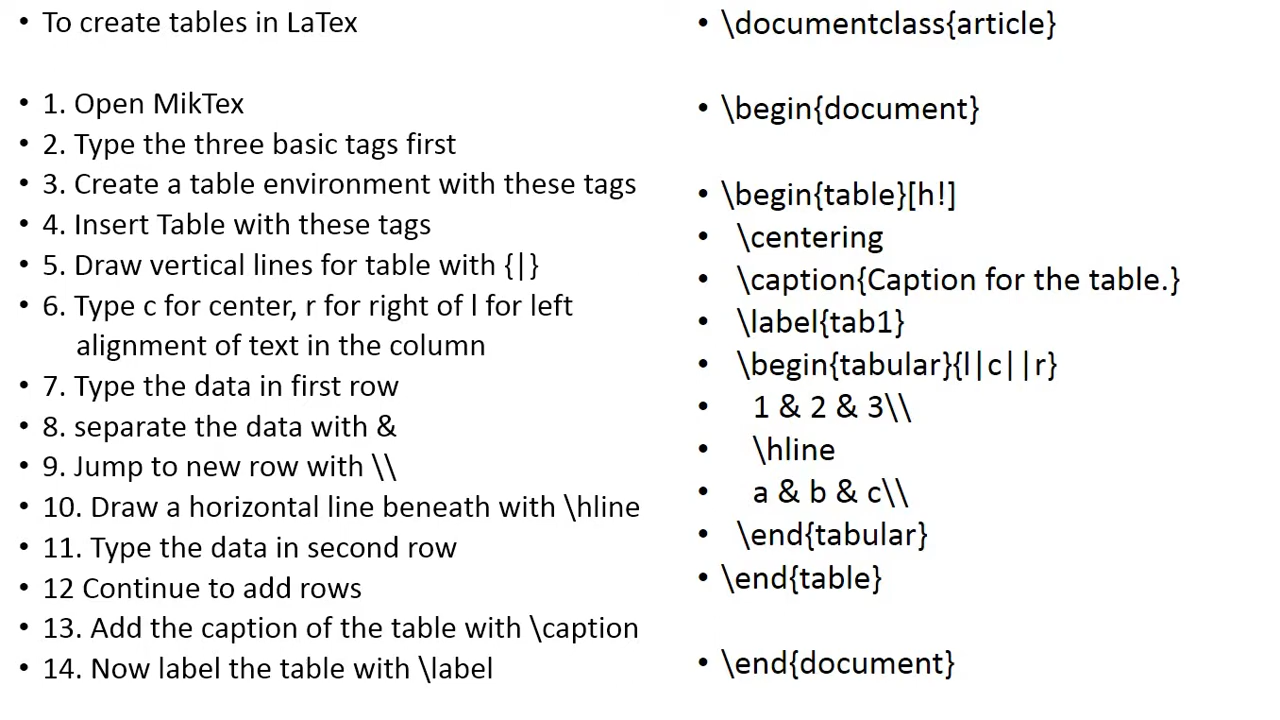 • To create tables in LaTex
• 1. Open MikTex
• 2. Type the three basic tags first
• 3. Create a table environment with these tags
• 4. Insert Table with these tags
• 5. Draw vertical lines for table with {|}
• 6. Type c for center, r for right of l for left
alignment of text in the column
• 7. Type the data in first row
• 8. separate the data with &
• 9. Jump to new row with \\
• 10. Draw a horizontal line beneath with \hline
• 11. Type the data in second row
• 12 Continue to add rows
• 13. Add the caption of the table with \caption
• 14. Now label the table with \label
• \documentclass{article}
• \begin{document}
• \begin{table}[h!]
• \centering
• \caption{Caption for the table.}
• \label{tab1}
• \begin{tabular}{l|c||r}
• 1 & 2 & 3\\
• \hline
• a & b & c\\
• \end{tabular}
• \end{table}
• \end{document}